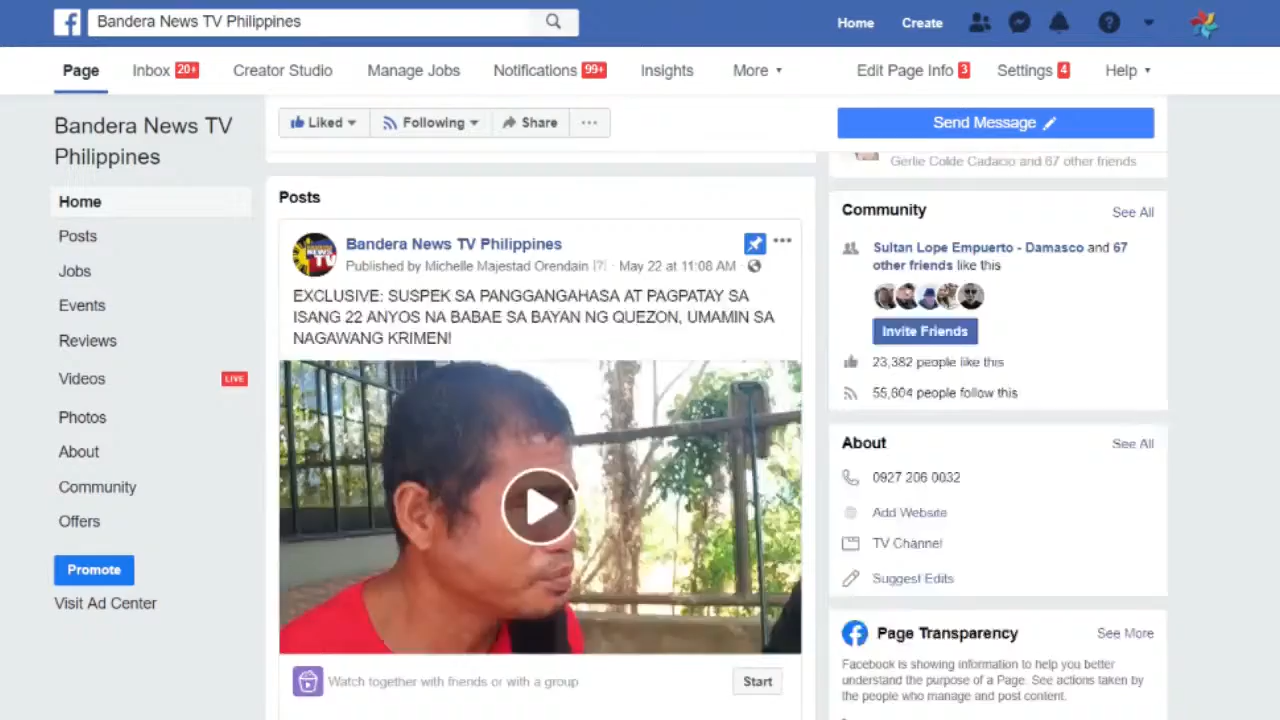 Bandera News TV Philippines
Home
Create
Page
Inbox 20+
Creator Studio
Manage Jobs
Notifications 99+
Insights
More
Edit Page Info 3
Settings 4
Help
Bandera News TV
Philippines
Home
Posts
Jobs
Events
Reviews
Videos LIVE
Photos
About
Community
Offers
Promote
Visit Ad Center
Liked
Following
Share
Send Message
Posts
Bandera News TV Philippines
Published by Michelle Majestad Orendain [?] · May 22 at 11:08 AM ·
EXCLUSIVE: SUSPEK SA PANGGANGAHASA AT PAGPATAY SA
ISANG 22 ANYOS NA BABAE SA BAYAN NG QUEZON, UMAMIN SA
NAGAWANG KRIMEN!
Watch together with friends or with a group
Start
Gerlie Colde Cadacio and 67 other friends
Community
See All
Sultan Lope Empuerto - Damasco and 67
other friends like this
Invite Friends
23,382 people like this
55,604 people follow this
About
See All
0927 206 0032
Add Website
TV Channel
Suggest Edits
Page Transparency
See More
Facebook is showing information to help you better
understand the purpose of a Page. See actions taken by
the people who manage and post content.